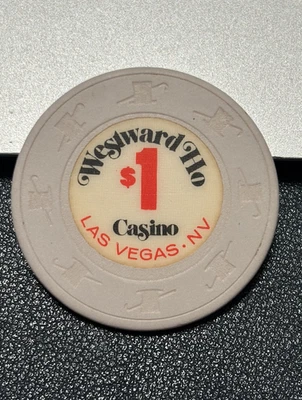 Westward Ho
$1
Casino
LAS VEGAS • NV